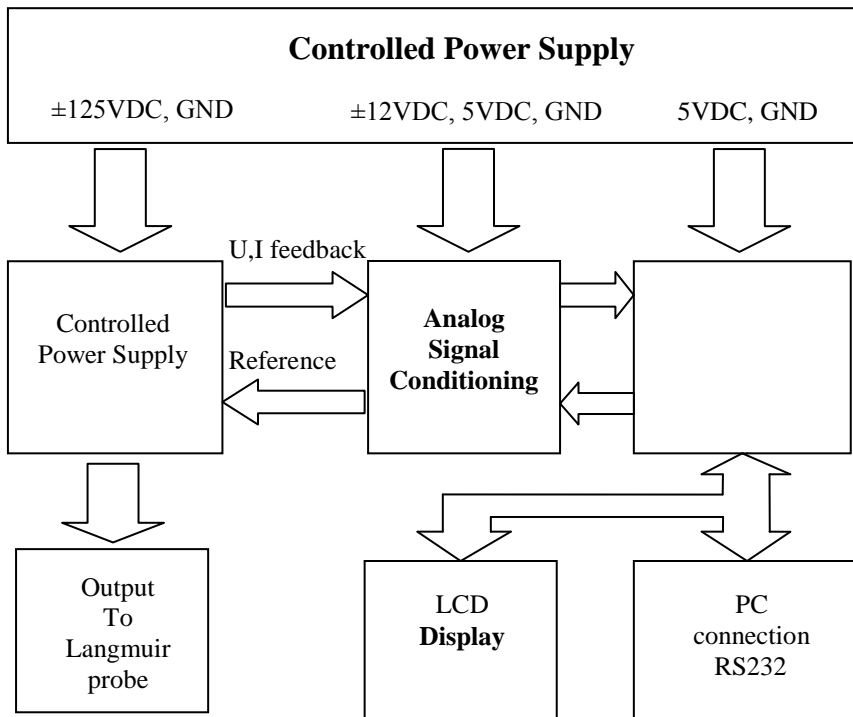 Controlled Power Supply
±125VDC, GND
±12VDC, 5VDC, GND
5VDC, GND
U,I feedback
Controlled
Power Supply
Reference
Analog
Signal
Conditioning
Output
To
Langmuir
probe
LCD
Display
PC
connection
RS232